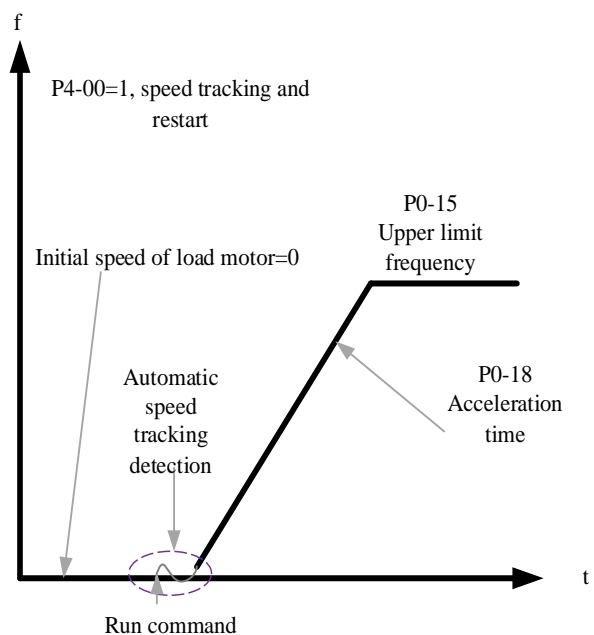 f
P4-00=1, speed tracking and
restart
P0-15
Upper limit
frequency
Initial speed of load motor=0
Automatic
speed
tracking
detection
P0-18
Acceleration
time
t
Run command